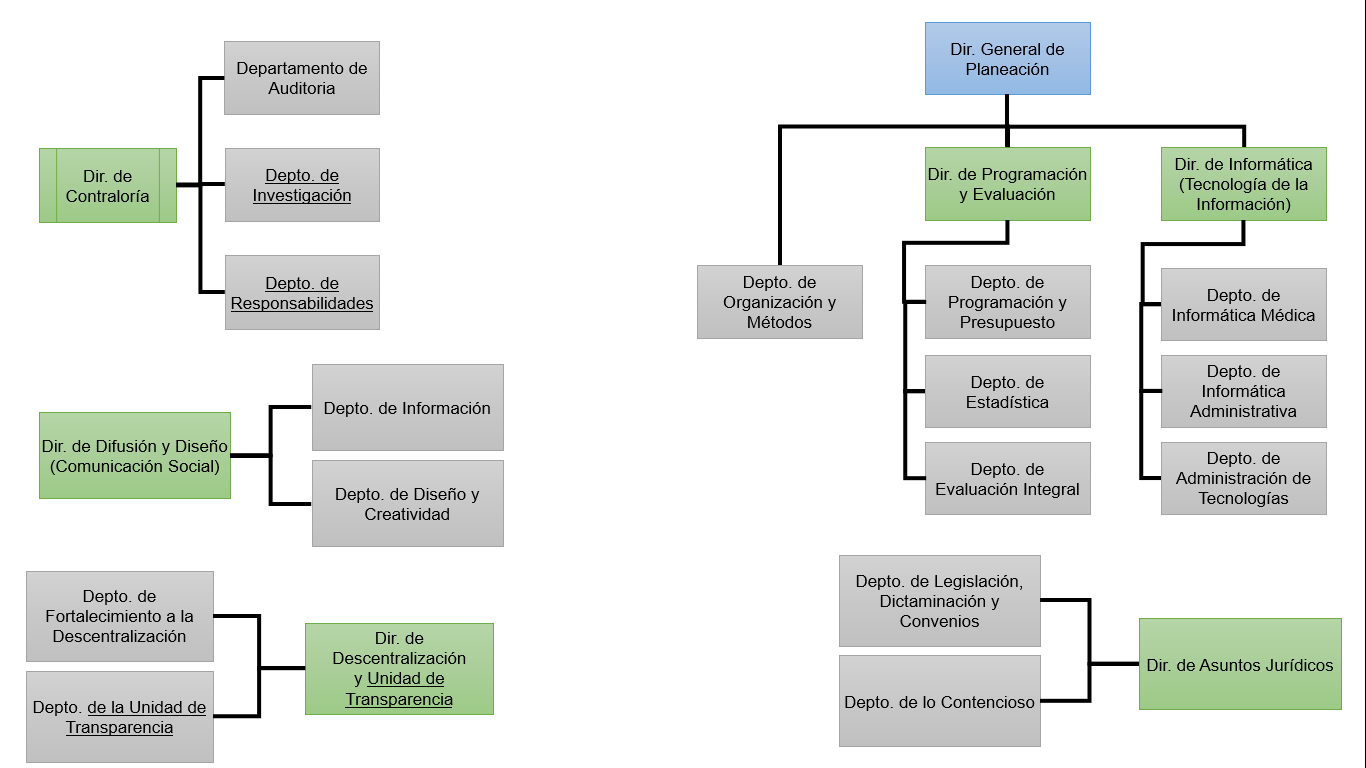 Departamento de
Auditoria
Dir. de
Contraloría
Depto. de
Investigación
Depto. de
Responsabilidades
Depto. de Información
Dir. de Difusión y Diseño
(Comunicación Social)
Depto. de Diseño y
Creatividad
Depto. de
Fortalecimiento a la
Descentralización
Dir. de
Descentralización
y Unidad de
Transparencia
Depto. de la Unidad de
Transparencia
Dir. General de
Planeación
Dir. de Programación
y Evaluación
Dir. de Informática
(Tecnología de la
Información)
Depto. de
Organización y
Métodos
Depto. de
Programación y
Presupuesto
Depto. de
Informática Médica
Depto. de
Estadística
Depto. de
Informática
Administrativa
Depto. de
Evaluación Integral
Depto. de
Administración de
Tecnologías
Depto. de Legislación,
Dictaminación y
Convenios
Dir. de Asuntos Jurídicos
Depto. de lo Contencioso